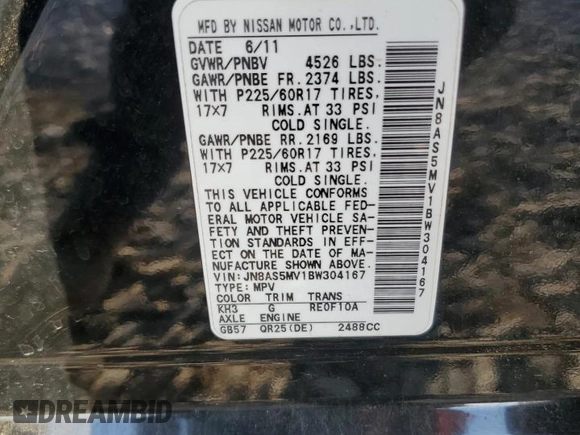 MFD BY NISSAN MOTOR CO.,LTD.
DATE 6/11
GVWR/PNBV 4526 LBS.
GAWR/PNBE FR. 2374 LBS.
WITH P225/60R17 TIRES,
17x7 RIMS.AT 33 PSI
COLD SINGLE.
GAWR/PNBE RR. 2169 LBS.
WITH P225/60R17 TIRES,
17x7 RIMS.AT 33 PSI
COLD SINGLE.
THIS VEHICLE CONFORMS
TO ALL APPLICABLE FED-
ERAL MOTOR VEHICLE SA-
FETY AND THEFT PREVEN-
TION STANDARDS IN EFF-
ECT ON THE DATE OF MA-
NUFACTURE SHOWN ABOVE.
VIN:JN8AS5MV1BW304167
TYPE:MPV
COLOR TRIM TRANS
KH3 G RE0F10A
AXLE ENGINE
GB57 QR25(DE) 2488CC
JN8AS5MV1BW304167
DREAMBID